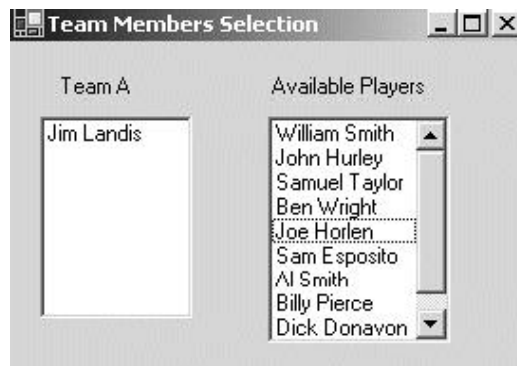 Team Members Selection
Team A
Available Players
Jim Landis
William Smith
John Hurley
Samuel Taylor
Ben Wright
Joe Horlen
Sam Esposito
Al Smith
Billy Pierce
Dick Donavon